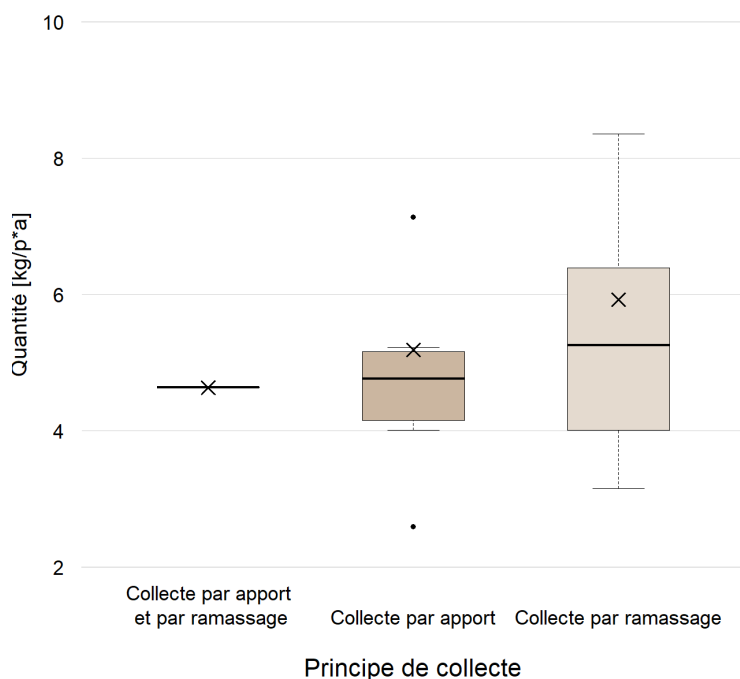 10
8
6
4
2
Quantité [kg/p*a]
Collecte par apport
et par ramassage
Collecte par apport
Collecte par ramassage
Principe de collecte